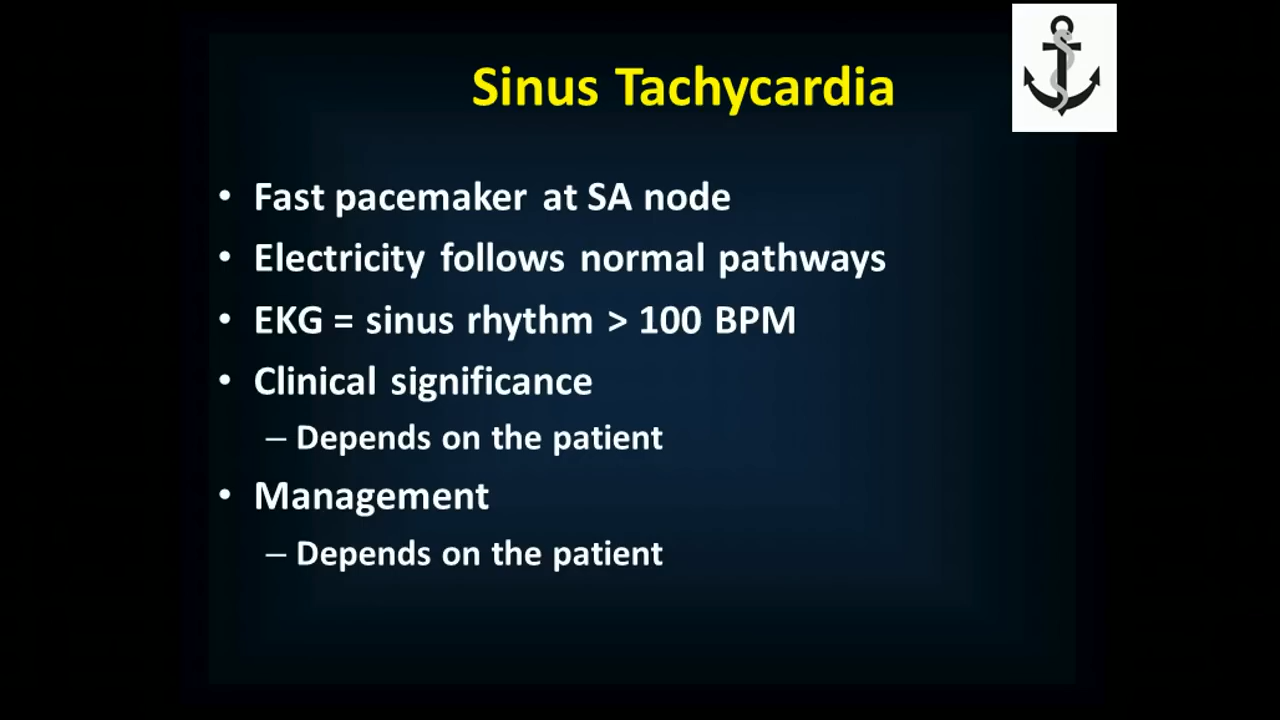 Sinus Tachycardia
• Fast pacemaker at SA node
• Electricity follows normal pathways
• EKG = sinus rhythm > 100 BPM
• Clinical significance
– Depends on the patient
• Management
– Depends on the patient